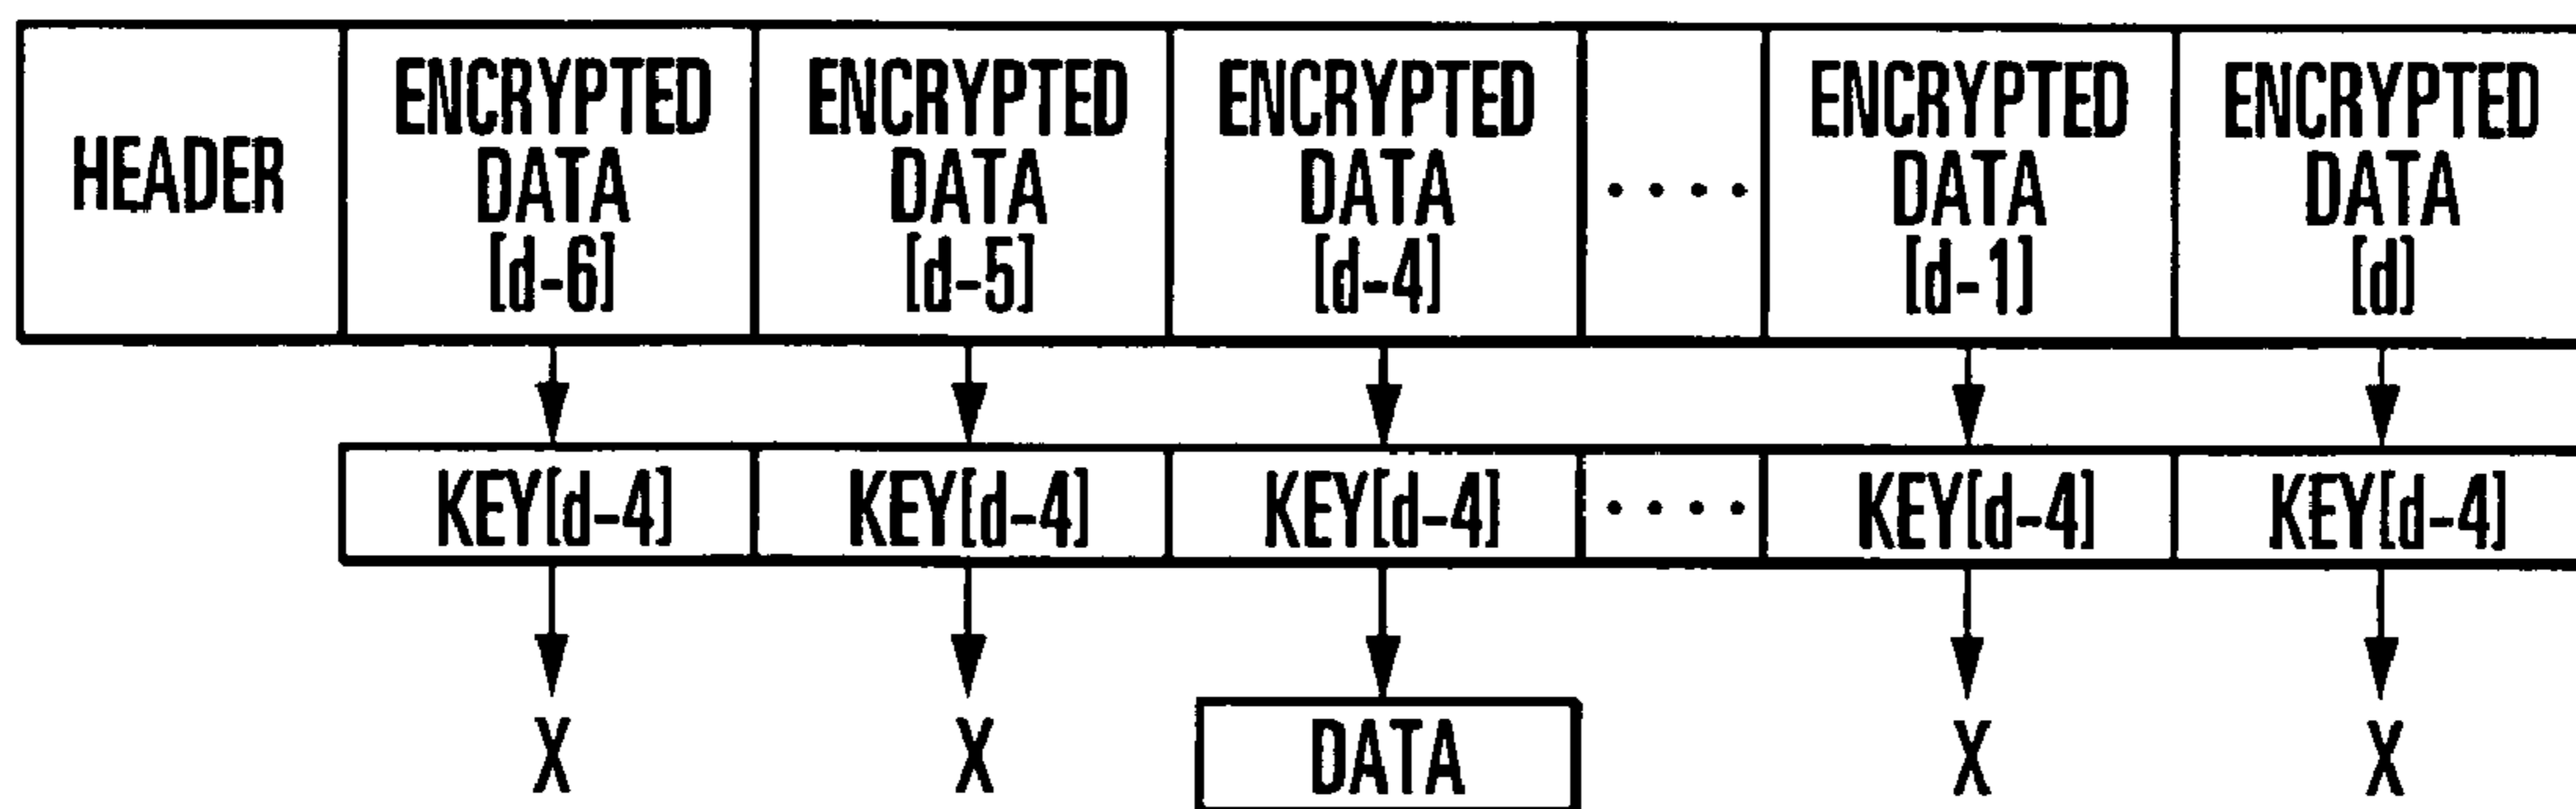 HEADER ENCRYPTED DATA [d-6] ENCRYPTED DATA [d-5] ENCRYPTED DATA [d-4] .... ENCRYPTED DATA [d-1] ENCRYPTED DATA [d]
KEY[d-4] KEY[d-4] KEY[d-4] .... KEY[d-4] KEY[d-4]
X X DATA X X